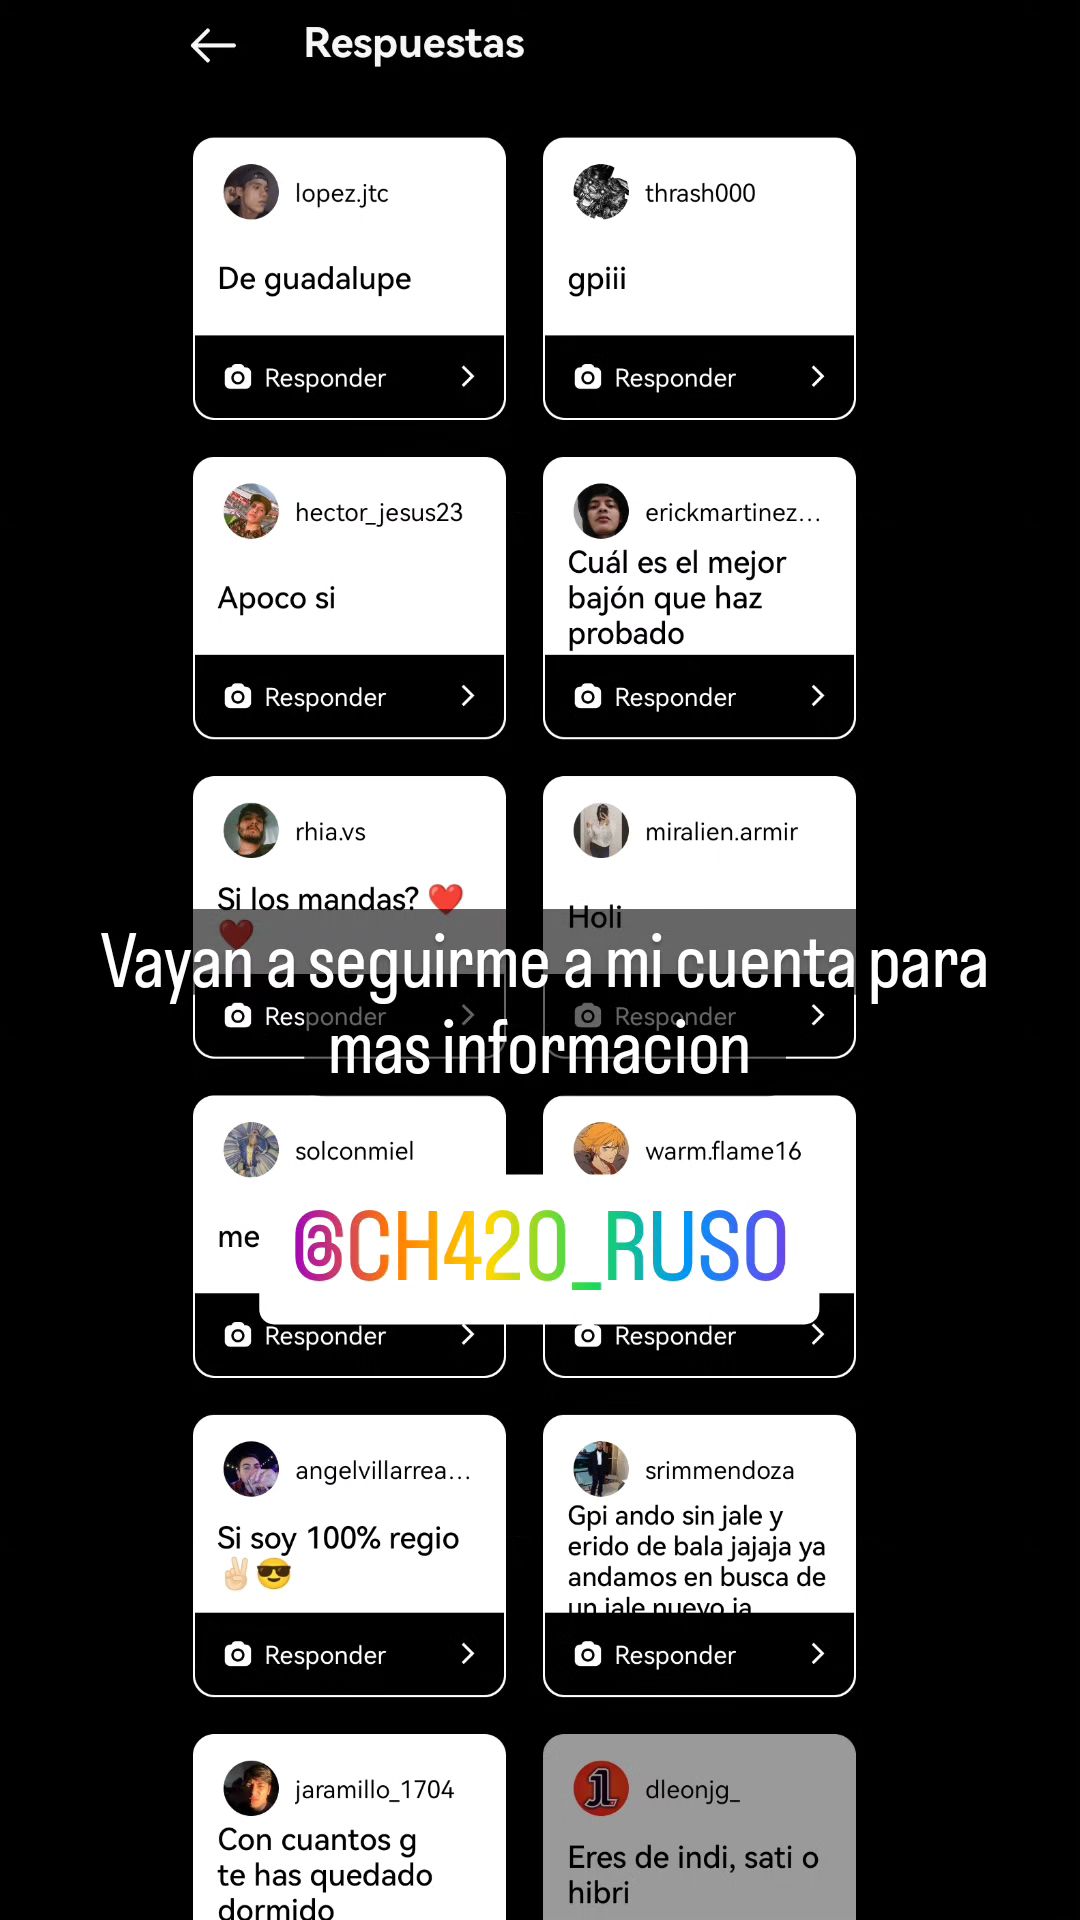 Respuestas
lopez.jtc
De guadalupe
Responder
thrash000
gpiii
Responder
hector_jesus23
Apoco si
Responder
erickmartinez...
Cuál es el mejor
bajón que haz
probado
Responder
rhia.vs
Si los mandas? ❤️
❤️
Responder
miralien.armir
Holi
Responder
Vayan a seguirme a mi cuenta para
mas informacion
solconmiel
me
Responder
warm.flame16
Responder
@CH420_RUSO
angelvillarrea...
Si soy 100% regio
✌🏻😎
Responder
srimmendoza
Gpi ando sin jale y
erido de bala jajaja ya
andamos en busca de
un jale nuevo ja
Responder
jaramillo_1704
Con cuantos g
te has quedado
dormido
dleonjg_
Eres de indi, sati o
hibri